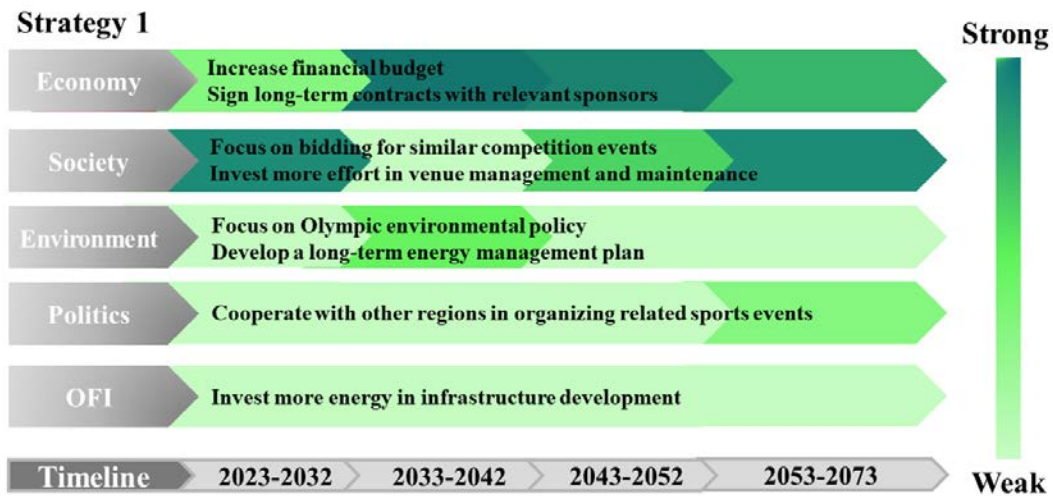 Strategy 1
Strong
Economy
Increase financial budget
Sign long-term contracts with relevant sponsors
Society
Focus on bidding for similar competition events
Invest more effort in venue management and maintenance
Environment
Focus on Olympic environmental policy
Develop a long-term energy management plan
Politics
Cooperate with other regions in organizing related sports events
OFI
Invest more energy in infrastructure development
Timeline
2023-2032
2033-2042
2043-2052
2053-2073
Weak